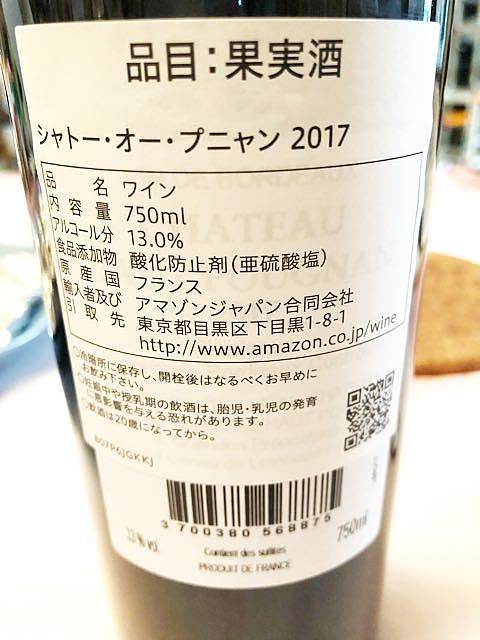 品目：果実酒
シャトー・オー・プニャン 2017
品名 ワイン
内容量 750ml
アルコール分 13.0%
食品添加物 酸化防止剤（亜硫酸塩）
原産国 フランス
輸入者及び アマゾンジャパン合同会社
引取先 東京都目黒区下目黒1-8-1
http://www.amazon.co.jp/wine
○冷暗所に保存し、開栓後はなるべくお早めに
お飲み下さい。
○妊娠中や授乳期の飲酒は、胎児・乳児の発育
に悪影響を与える恐れがあります。
○飲酒は20歳になってから。
B07P6JGKKJ
3 700380 568875
13 % vol. 750ml
Contient des sulfites
PRODUIT DE FRANCE